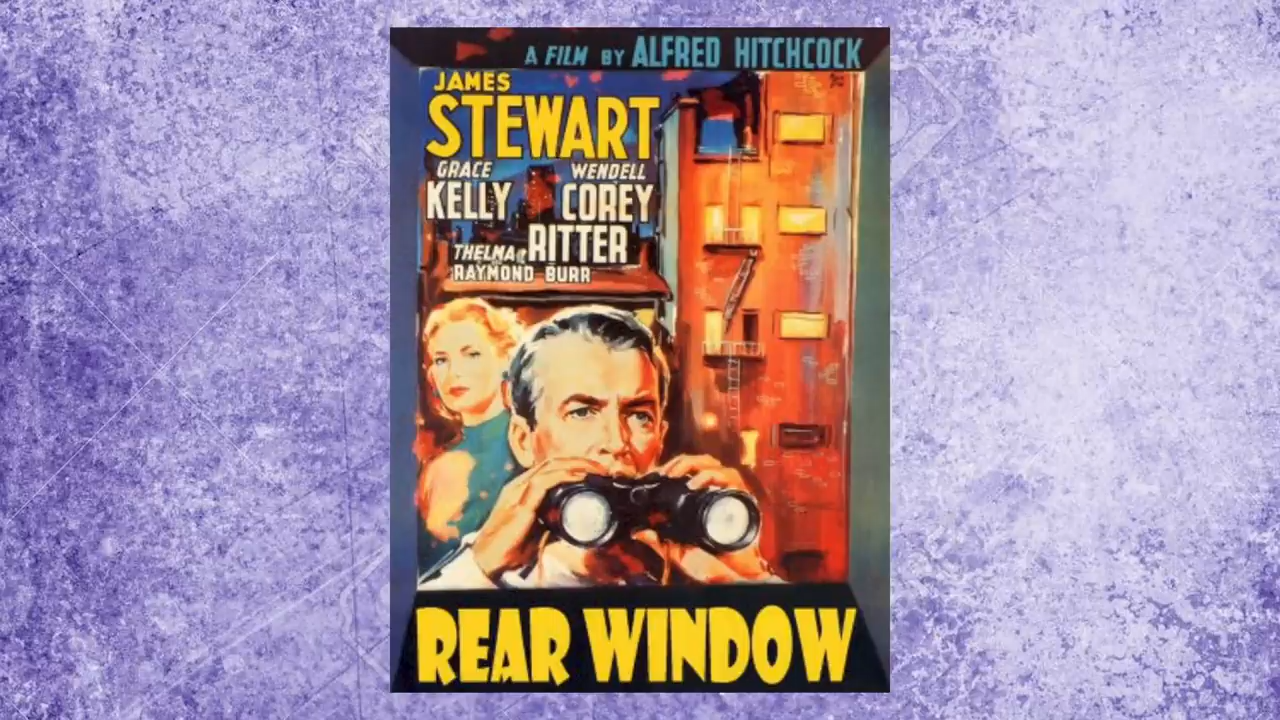 A FILM BY ALFRED HITCHCOCK
JAMES
STEWART
GRACE
KELLY
WENDELL
COREY
THELMA RITTER
RAYMOND BURR
REAR WINDOW